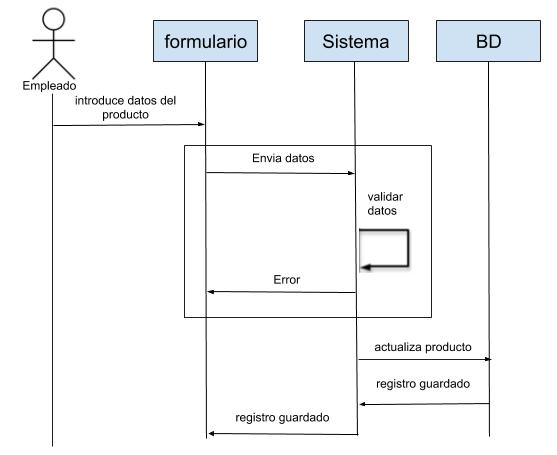 formulario
Sistema
BD
Empleado
introduce datos del
producto
Envia datos
validar
datos
Error
actualiza producto
registro guardado
registro guardado